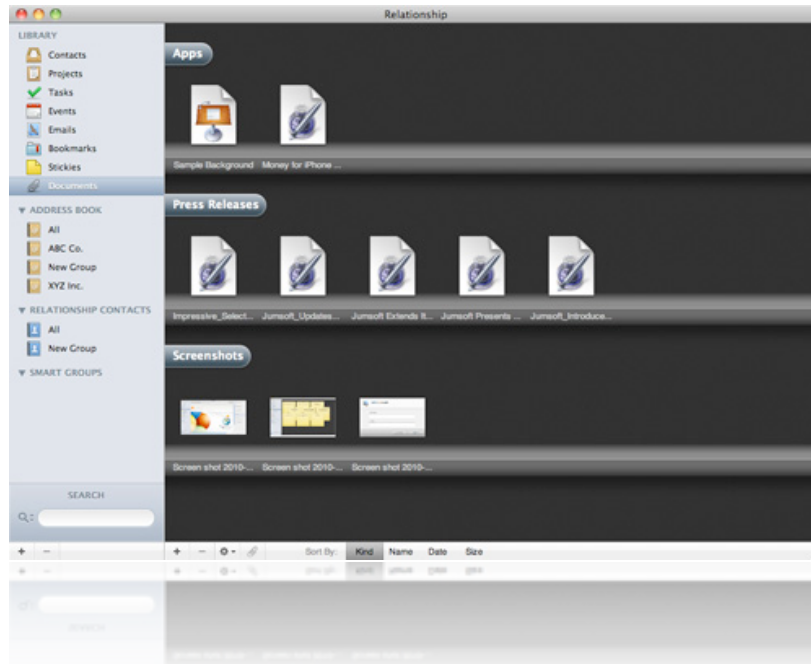 Relationship
LIBRARY
Contacts
Projects
Tasks
Events
Emails
Bookmarks
Stickies
Documents
ADDRESS BOOK
All
ABC Co.
New Group
XYZ Inc.
RELATIONSHIP CONTACTS
All
New Group
SMART GROUPS
SEARCH
Apps
Sample Background Money for iPhone ...
Press Releases
Impressive_Select... Jumsoft_Updates... Jumsoft Extends It... Jumsoft Presents ... Jumsoft_Introduce...
Screenshots
Screen shot 2010-... Screen shot 2010-... Screen shot 2010-...
Sort By: Kind Name Date Size